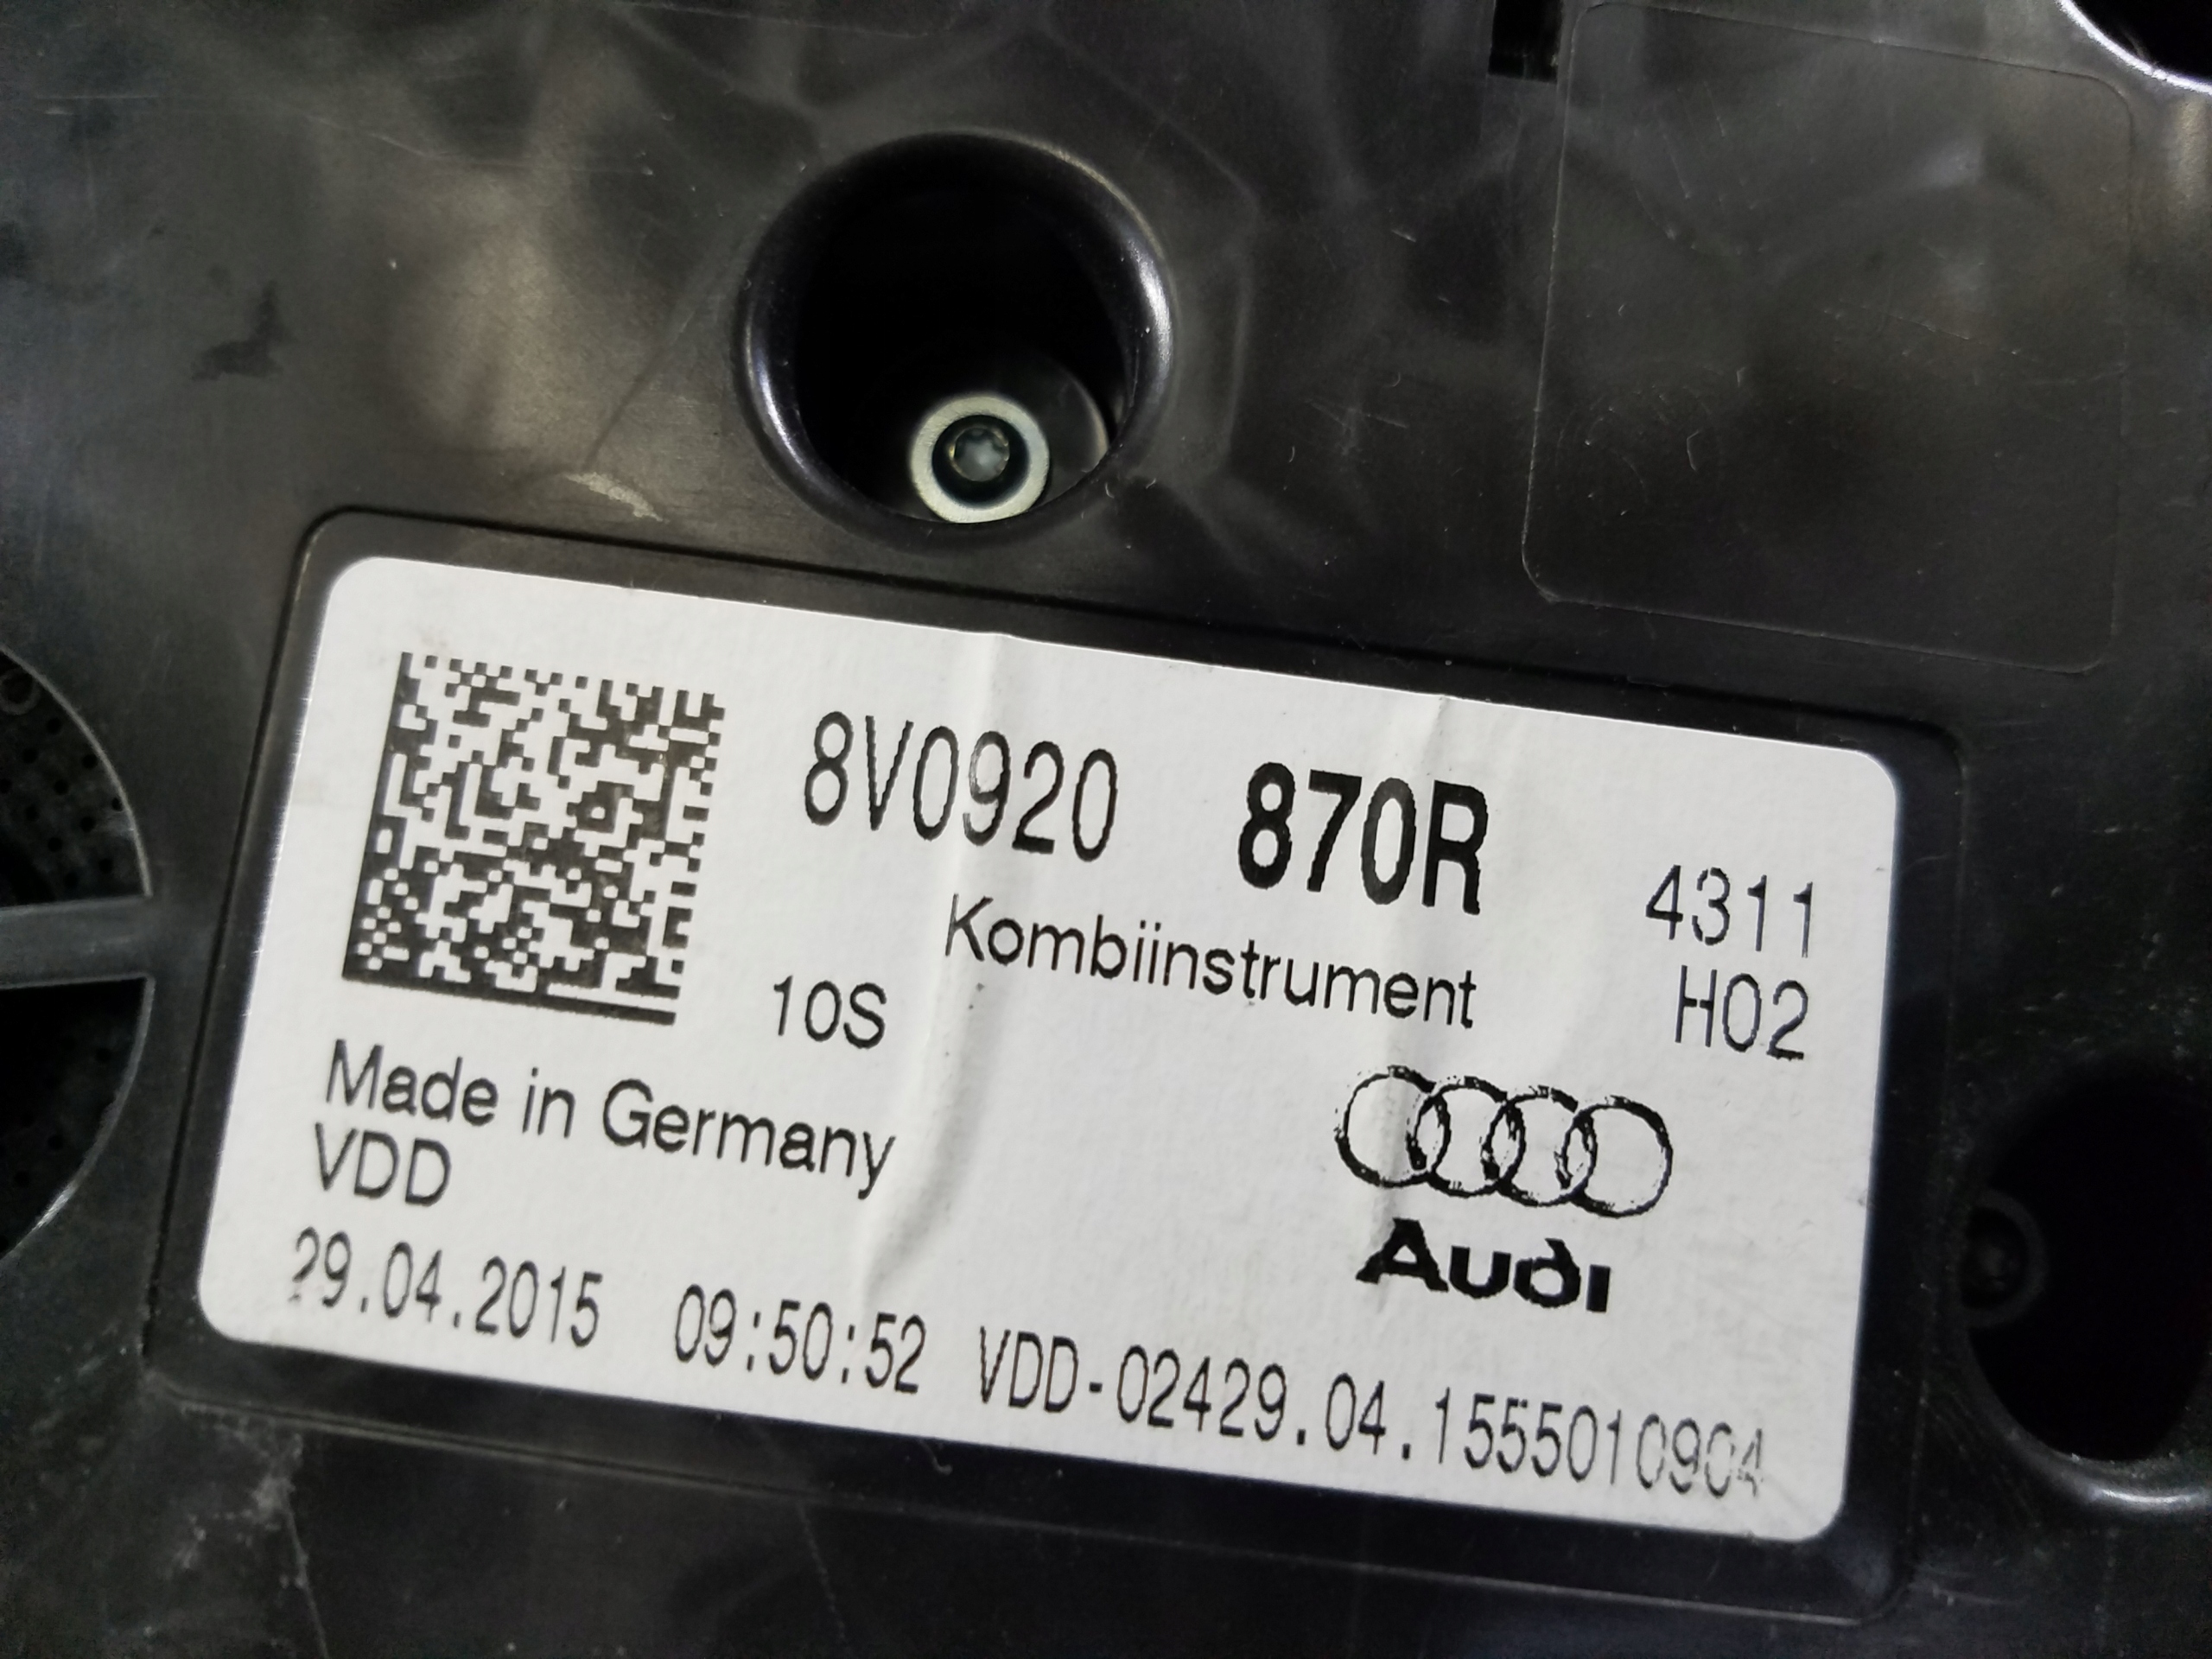 8V0920 870R 4311
Kombiinstrument H02
10S
Made in Germany
VDD
Audi
29.04.2015 09:50:52 VDD-02429.04.1555010904